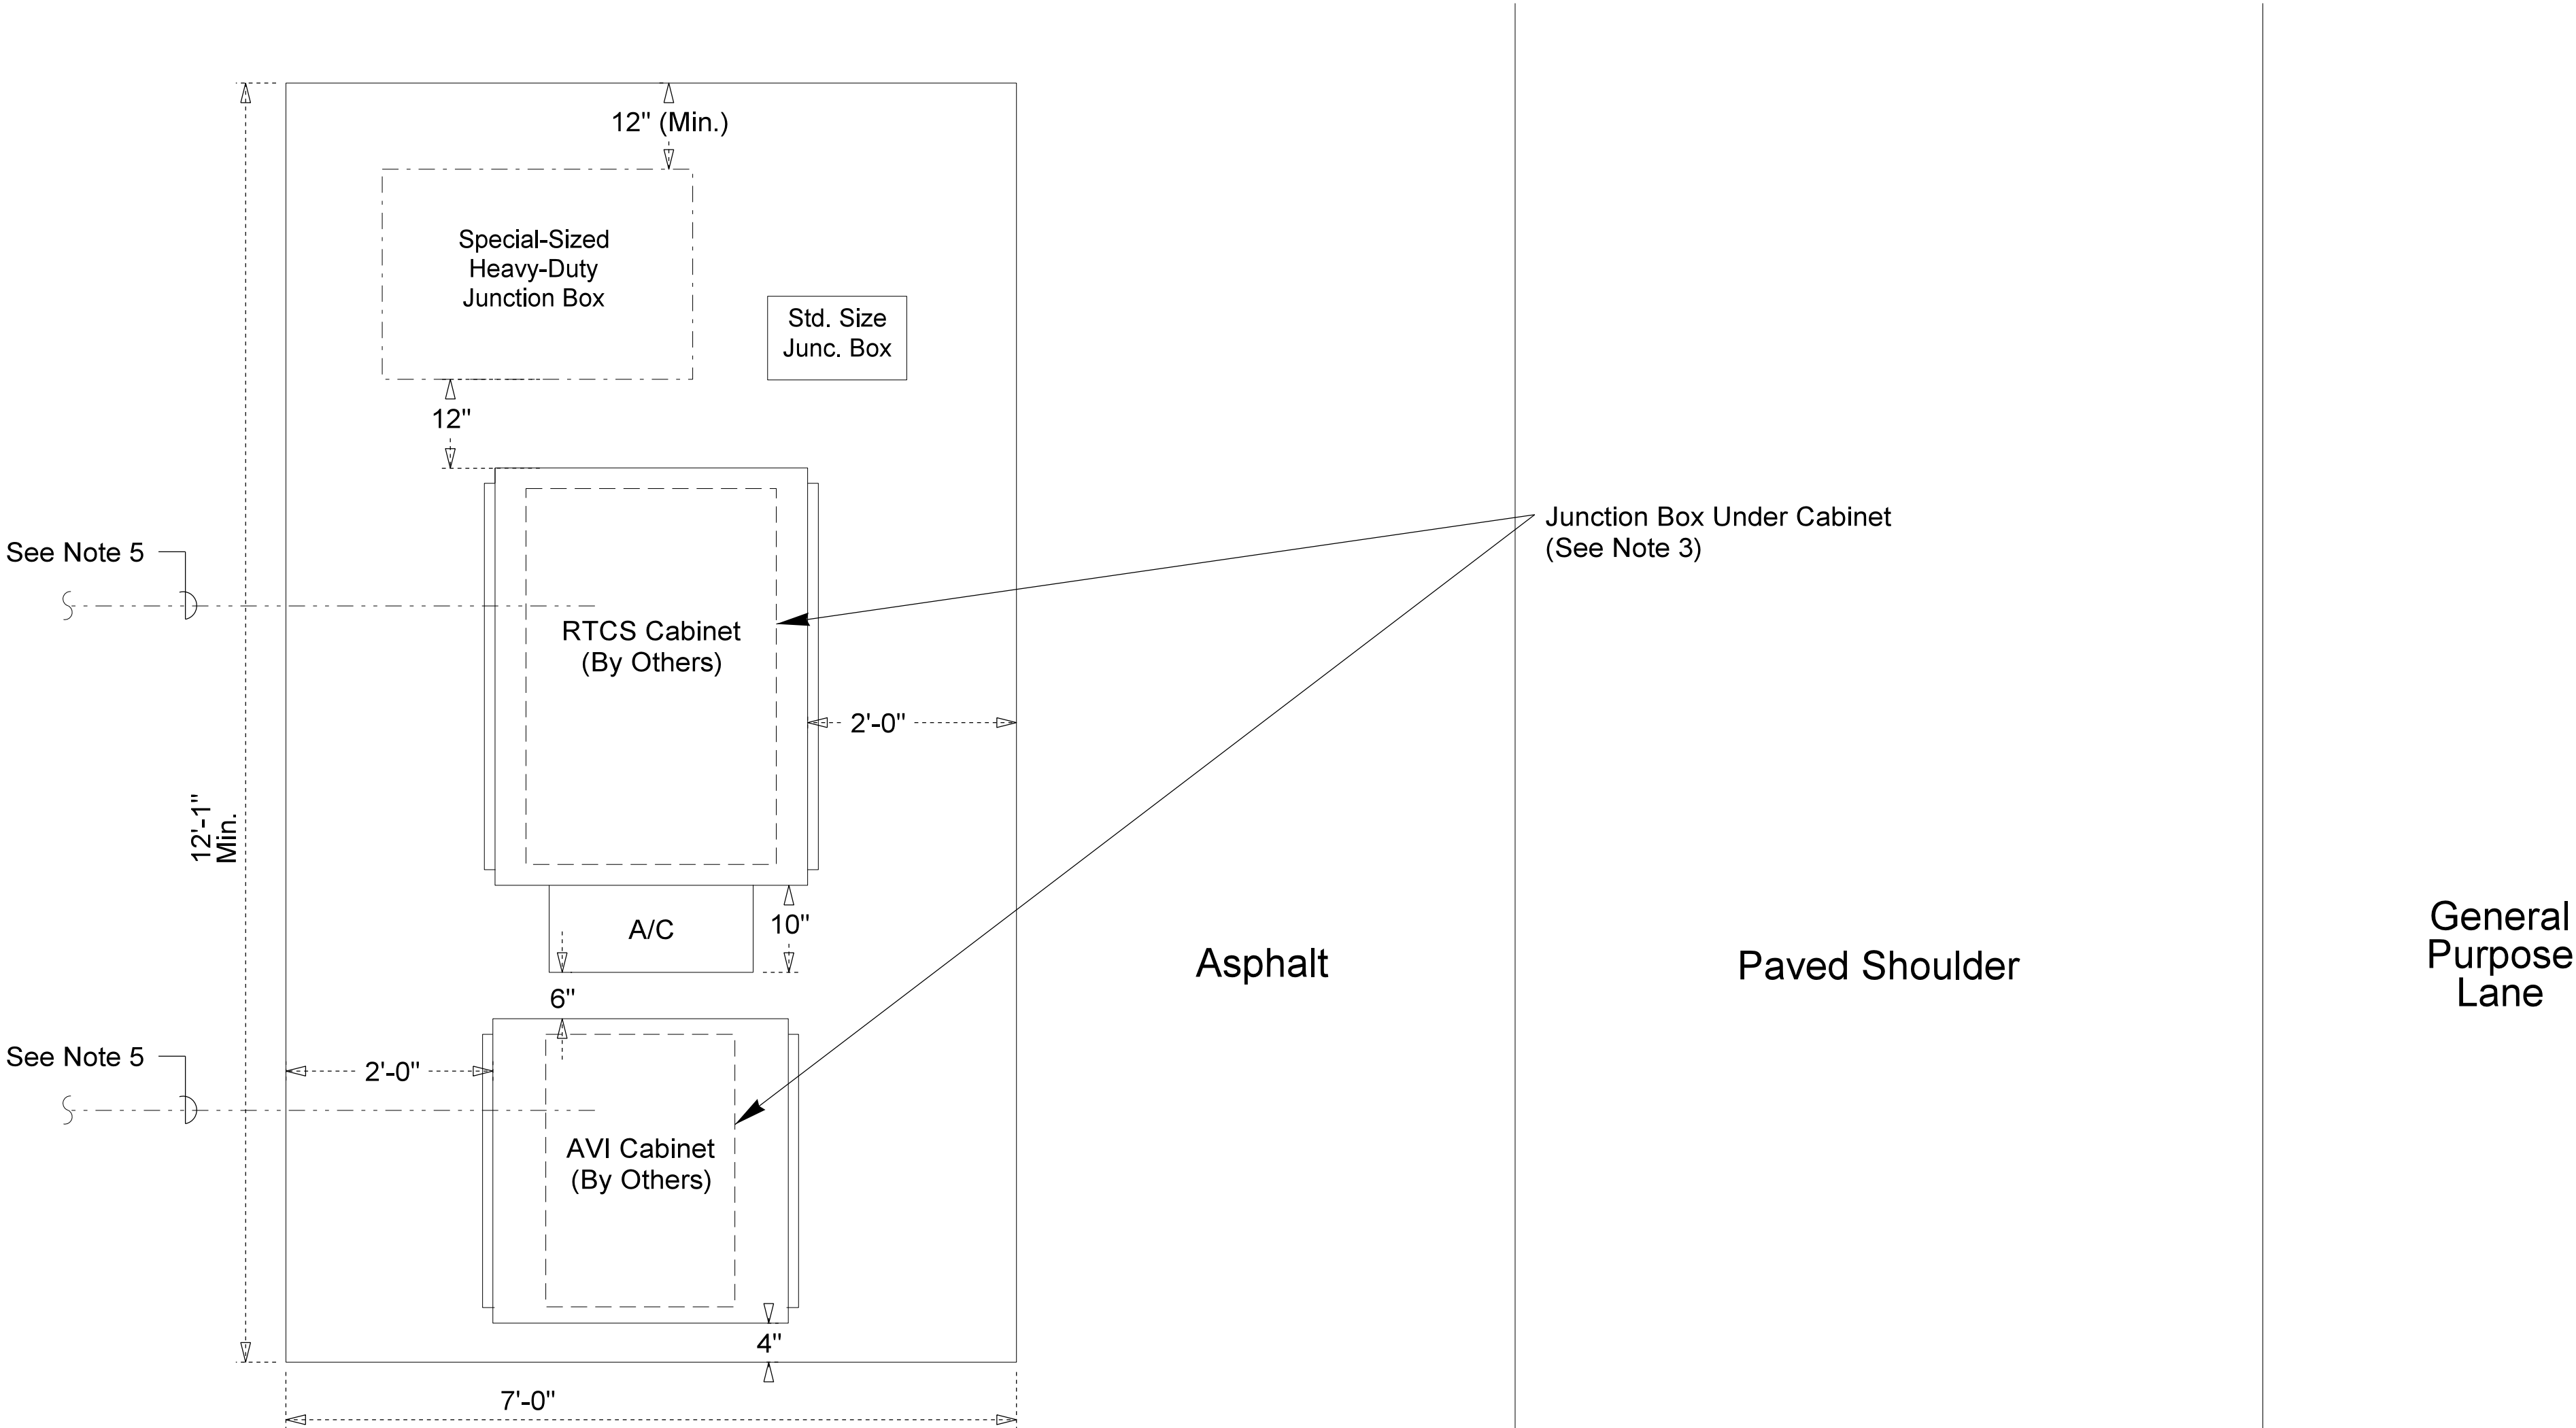 12" (Min.)
Special-Sized
Heavy-Duty
Junction Box
Std. Size
Junc. Box
12"
Junction Box Under Cabinet
(See Note 3)
See Note 5
RTCS Cabinet
(By Others)
2'-0"
12'-1"
Min.
A/C
10"
6"
Asphalt
Paved Shoulder
General
Purpose
Lane
See Note 5
2'-0"
AVI Cabinet
(By Others)
4"
7'-0"